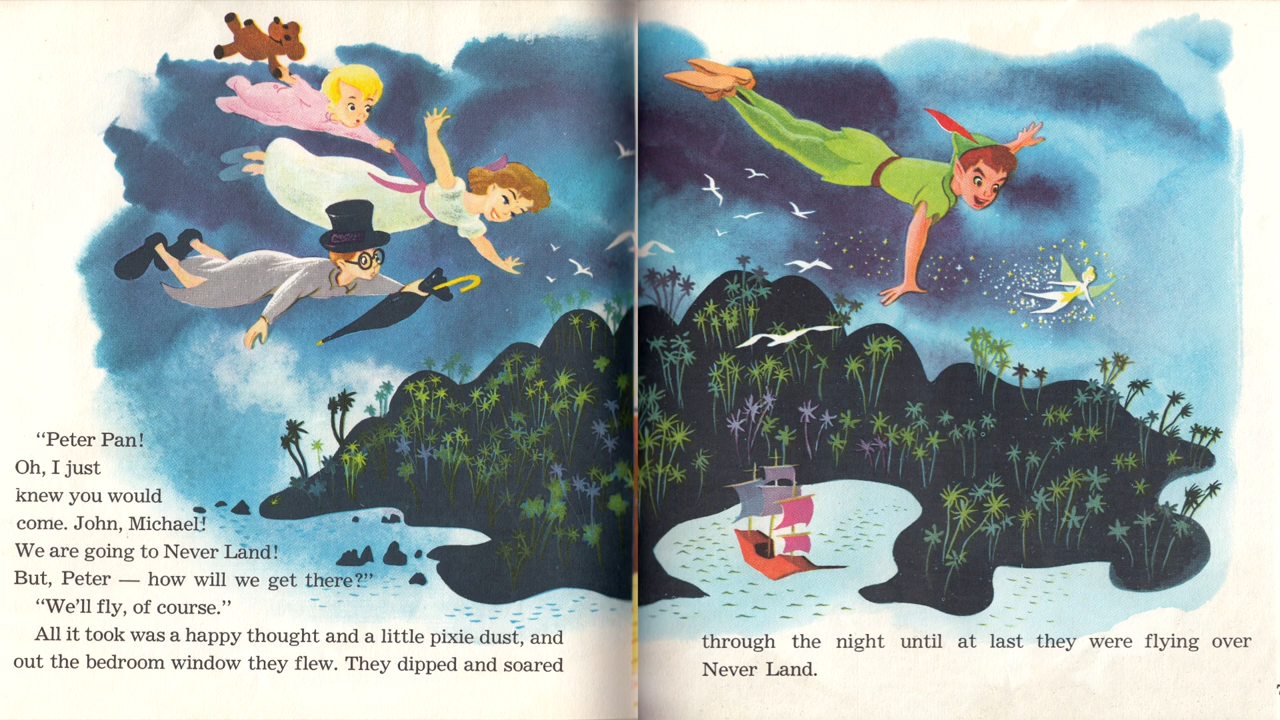 “Peter Pan!
Oh, I just
knew you would
come. John, Michael!
We are going to Never Land!
But, Peter — how will we get there?”
“We’ll fly, of course.”
All it took was a happy thought and a little pixie dust, and
out the bedroom window they flew. They dipped and soared
through the night until at last they were flying over
Never Land.